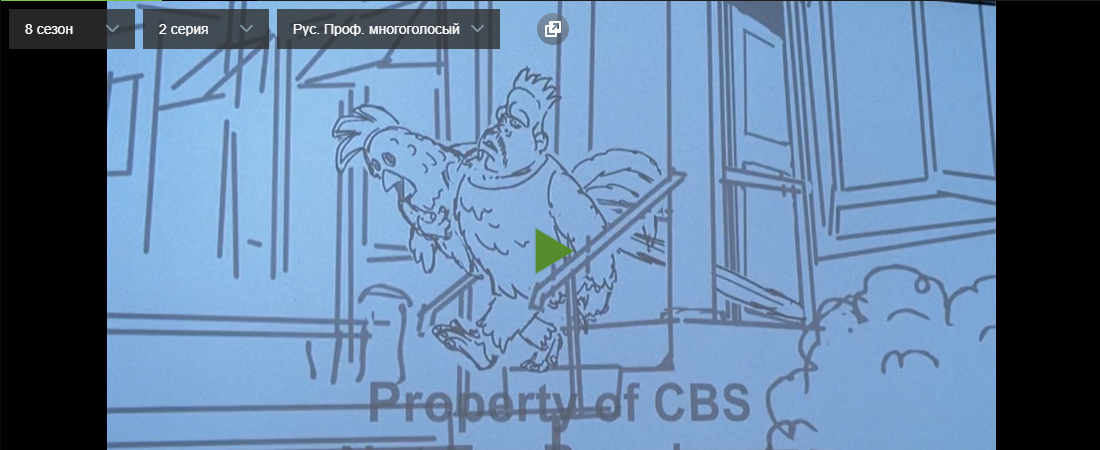 8 сезон
2 серия
Рус. Проф. многоголосый
Property of CBS